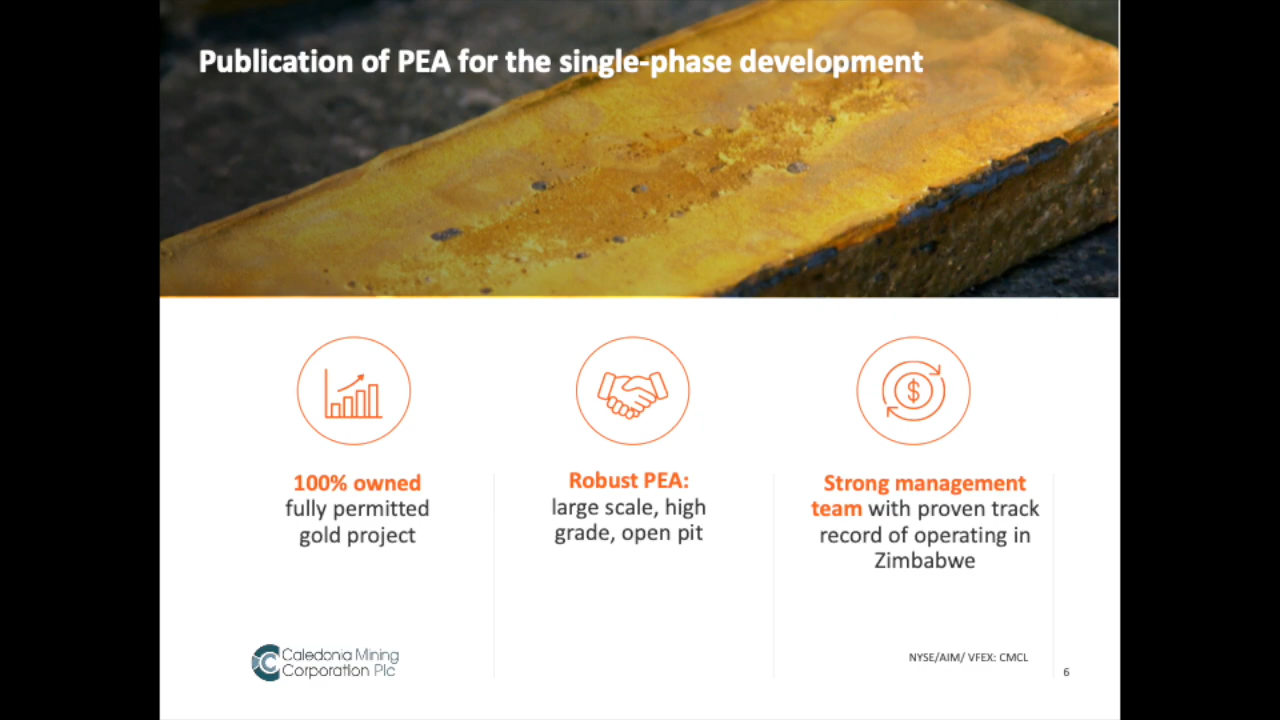 Publication of PEA for the single-phase development
$
100% owned
fully permitted
gold project
Robust PEA:
large scale, high
grade, open pit
Strong management
team with proven track
record of operating in
Zimbabwe
Caledonia Mining
Corporation Plc
NYSE/AIM/ VFEX: CMCL
6